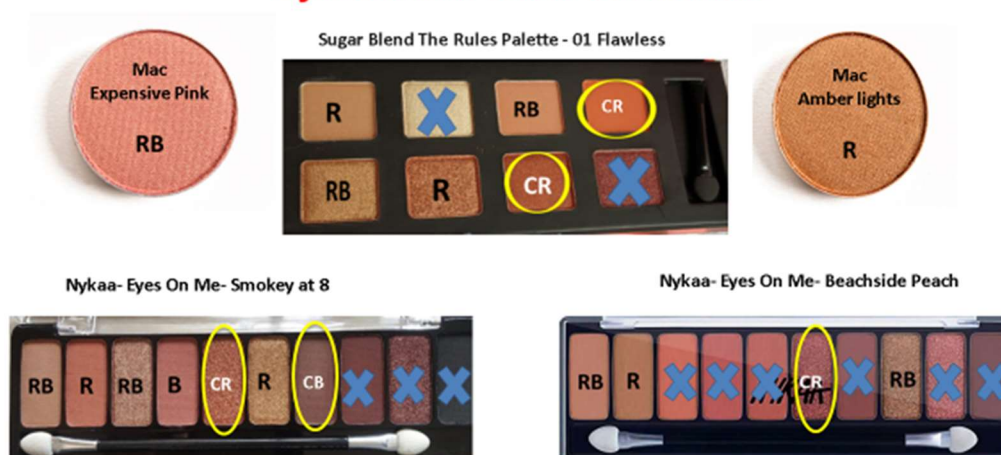 Sugar Blend The Rules Palette - 01 Flawless
Mac
Expensive Pink
RB
R
X
RB
CR
RB
R
CR
X
Mac
Amber lights
R
Nykaa- Eyes On Me- Smokey at 8
RB R RB B CR R CB X X X
Nykaa- Eyes On Me- Beachside Peach
RB R X X X CR X RB X X